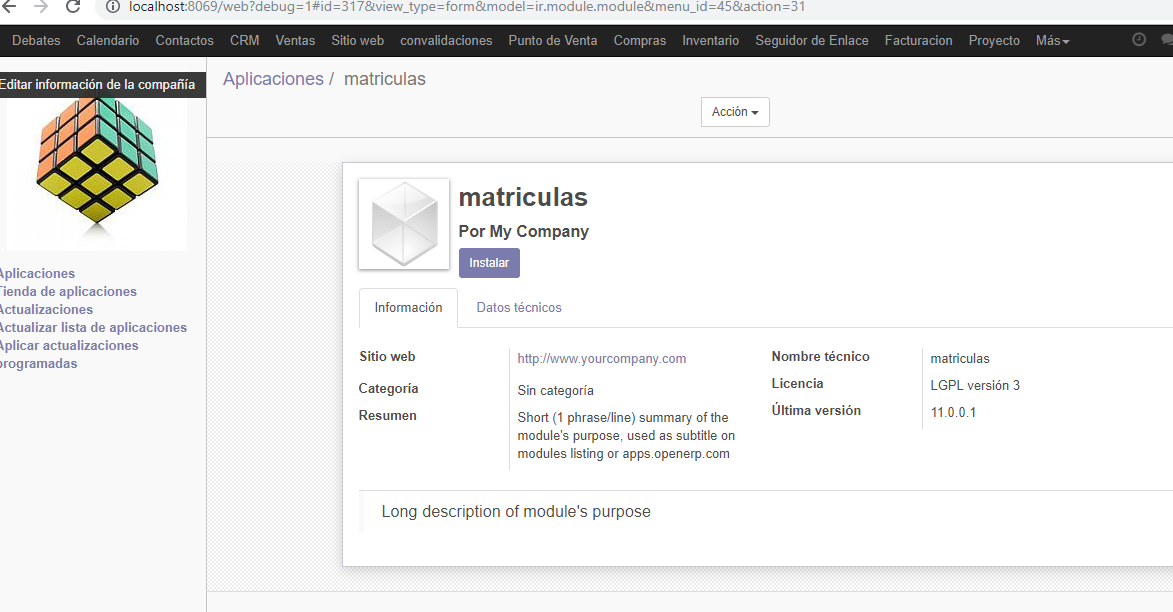 localhost:8069/web?debug=1#id=317&view_type=form&model=ir.module.module&menu_id=45&action=31
Debates Calendario Contactos CRM Ventas Sitio web convalidaciones Punto de Venta Compras Inventario Seguidor de Enlace Facturacion Proyecto Más
Editar información de la compañía
Aplicaciones / matriculas
Acción
matriculas
Por My Company
Instalar
Aplicaciones
Tienda de aplicaciones
Actualizaciones
Actualizar lista de aplicaciones
Aplicar actualizaciones
programadas
Información Datos técnicos
Sitio web http://www.yourcompany.com
Categoría Sin categoría
Resumen Short (1 phrase/line) summary of the
module's purpose, used as subtitle on
modules listing or apps.openerp.com
Nombre técnico matriculas
Licencia LGPL versión 3
Última versión 11.0.0.1
Long description of module's purpose